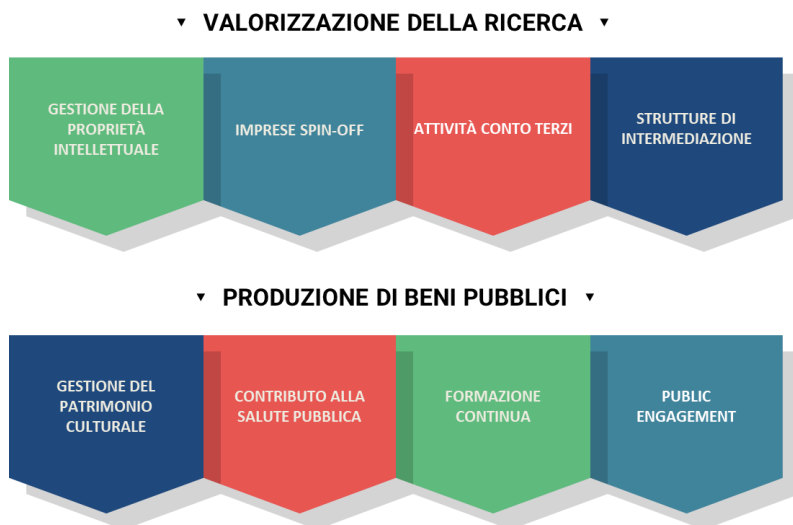 VALORIZZAZIONE DELLA RICERCA
GESTIONE DELLA
PROPRIETÀ
INTELLETTUALE
IMPRESE SPIN-OFF
ATTIVITÀ CONTO TERZI
STRUTTURE DI
INTERMEDIAZIONE
PRODUZIONE DI BENI PUBBLICI
GESTIONE DEL
PATRIMONIO
CULTURALE
CONTRIBUTO ALLA
SALUTE PUBBLICA
FORMAZIONE
CONTINUA
PUBLIC
ENGAGEMENT